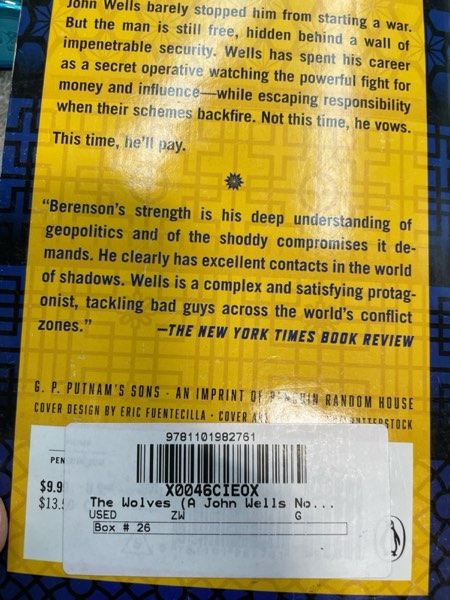 John Wells barely stopped him from starting a war.
But the man is still free, hidden behind a wall of
impenetrable security. Wells has spent his career
as a secret operative watching the powerful fight for
money and influence—while escaping responsibility
when their schemes backfire. Not this time, he vows.
This time, he'll pay.
“Berenson's strength is his deep understanding of
geopolitics and of the shoddy compromises it de-
mands. He clearly has excellent contacts in the world
of shadows. Wells is a complex and satisfying protag-
onist, tackling bad guys across the world's conflict
zones.” —THE NEW YORK TIMES BOOK REVIEW
G. P. PUTNAM'S SONS · AN IMPRINT OF PENGUIN RANDOM HOUSE
COVER DESIGN BY ERIC FUENTECILLA · COVER
9781101982761
X0046CIEOX
The Wolves (A John Wells No...
USED ZW G
Box # 26